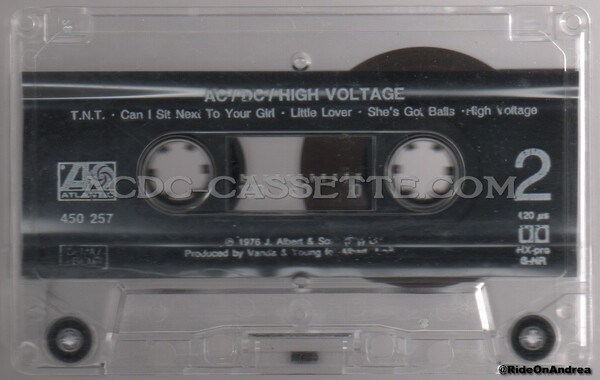 AC/DC/HIGH VOLTAGE
T.N.T. · Can I Sit Next To Your Girl · Little Lover · She's Got Balls · High Voltage
ATLANTIC
2
ACDC-CASSETTE.COM
450 257
120 µs
℗ 1976 J. Albert &
HX-pro
Produced by Vanda & Young
B-NR
@RideOnAndrea